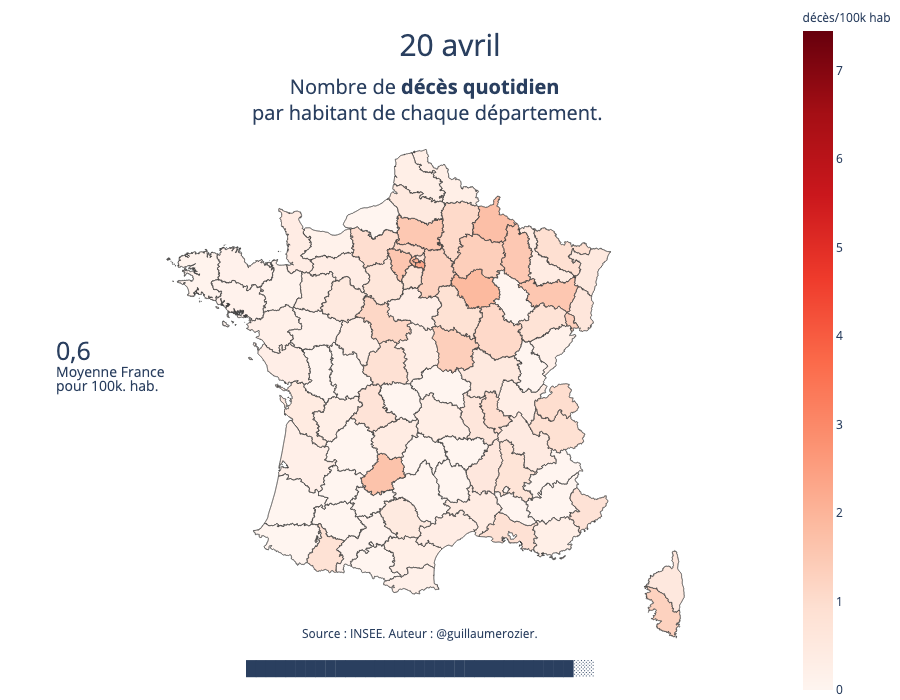 décès/100k hab
20 avril
Nombre de décès quotidien
par habitant de chaque département.
7
6
5
4
3
2
1
0
0,6
Moyenne France
pour 100k. hab.
Source : INSEE. Auteur : @guillaumerozier.